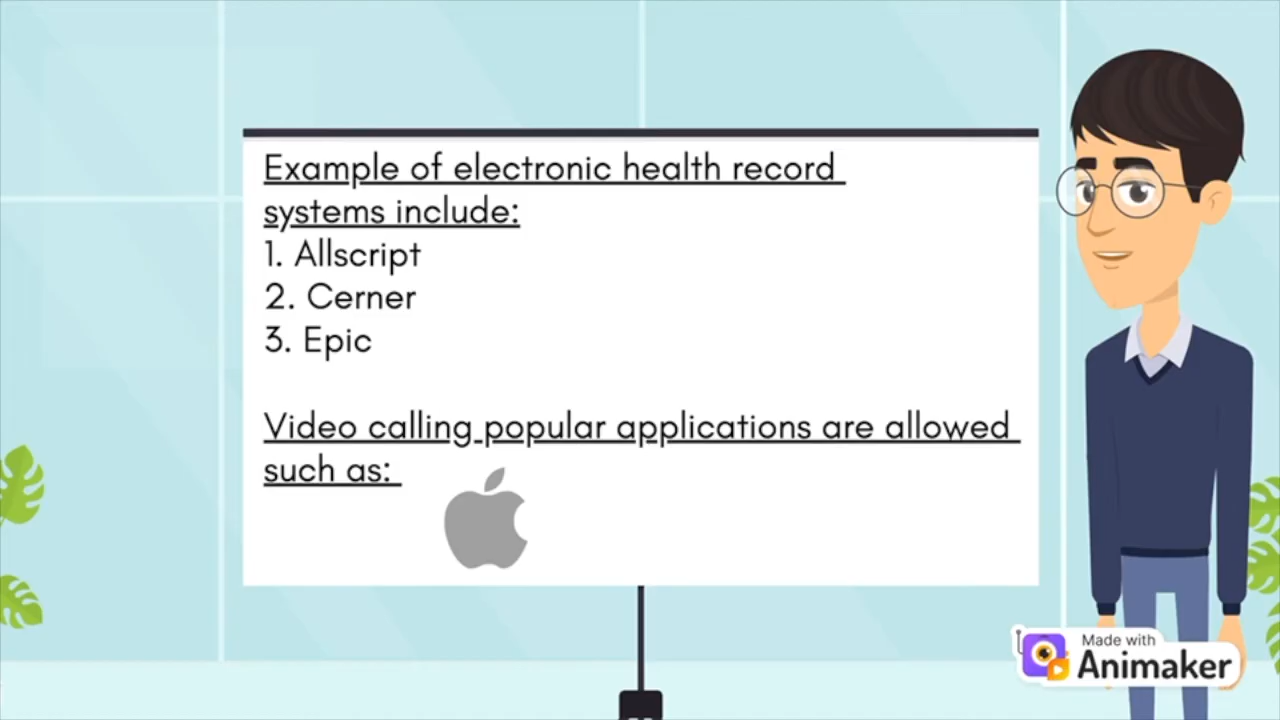 Example of electronic health record
systems include:
1. Allscript
2. Cerner
3. Epic
Video calling popular applications are allowed
such as:
Made with
Animaker